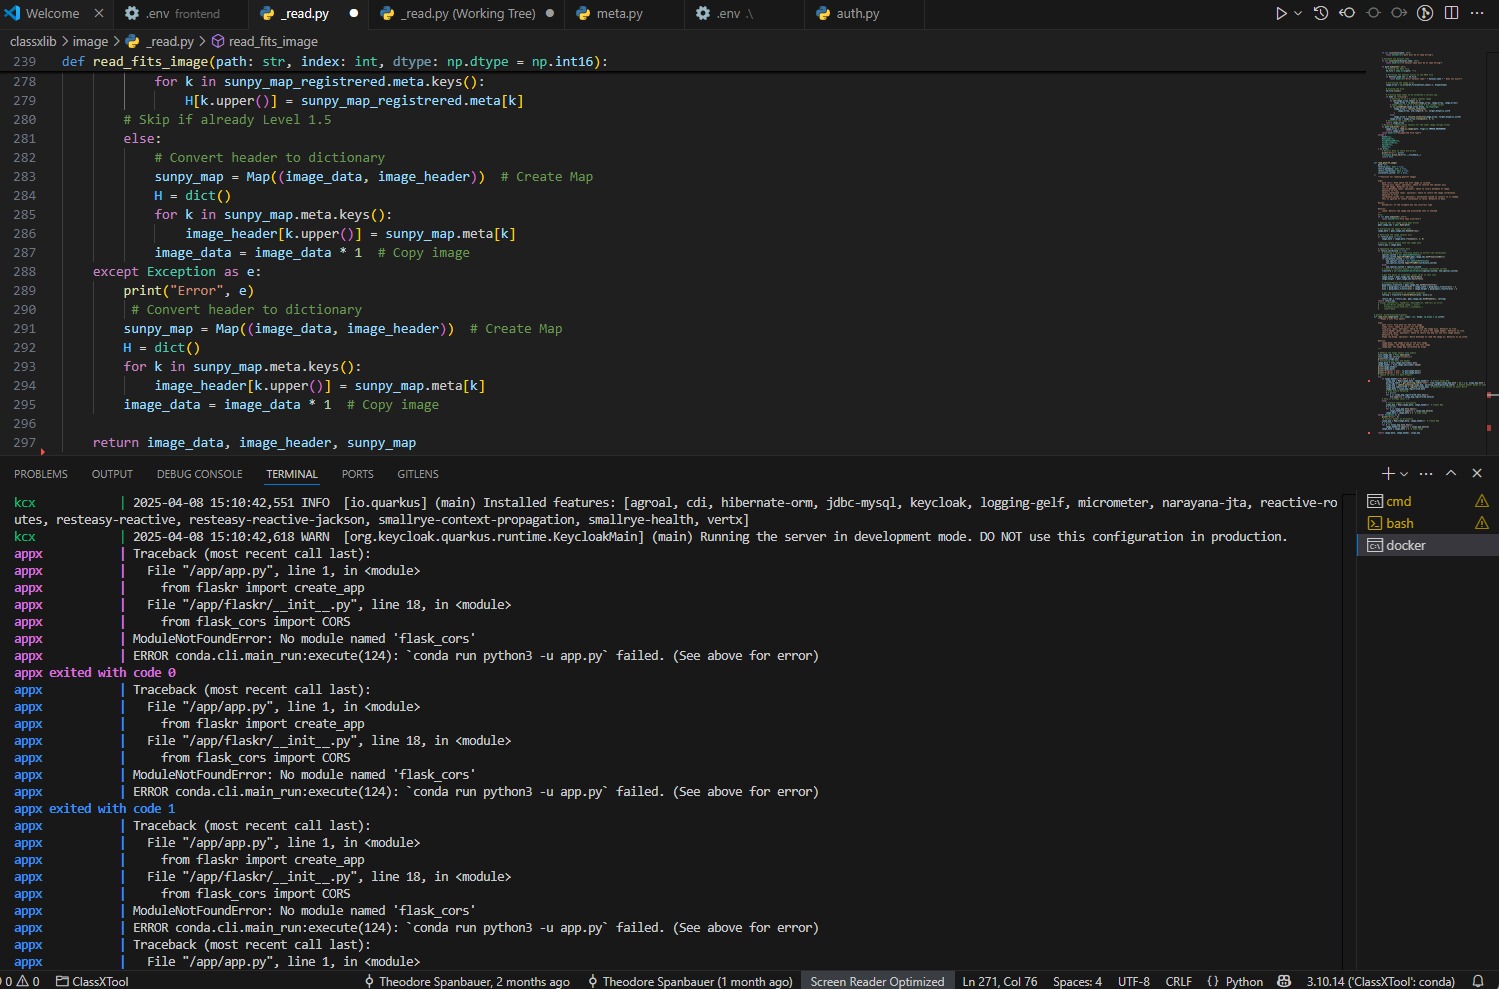 Welcome .env frontend _read.py _read.py (Working Tree) meta.py .env .\ auth.py
classxlib > image > _read.py > read_fits_image
239 def read_fits_image(path: str, index: int, dtype: np.dtype = np.int16):
278 for k in sunpy_map_registrered.meta.keys():
279 H[k.upper()] = sunpy_map_registrered.meta[k]
280 # Skip if already Level 1.5
281 else:
282 # Convert header to dictionary
283 sunpy_map = Map((image_data, image_header)) # Create Map
284 H = dict()
285 for k in sunpy_map.meta.keys():
286 image_header[k.upper()] = sunpy_map.meta[k]
287 image_data = image_data * 1 # Copy image
288 except Exception as e:
289 print("Error", e)
290 # Convert header to dictionary
291 sunpy_map = Map((image_data, image_header)) # Create Map
292 H = dict()
293 for k in sunpy_map.meta.keys():
294 image_header[k.upper()] = sunpy_map.meta[k]
295 image_data = image_data * 1 # Copy image
296
297 return image_data, image_header, sunpy_map
PROBLEMS OUTPUT DEBUG CONSOLE TERMINAL PORTS GITLENS
kcx | 2025-04-08 15:10:42,551 INFO [io.quarkus] (main) Installed features: [agroal, cdi, hibernate-orm, jdbc-mysql, keycloak, logging-gelf, micrometer, narayana-jta, reactive-ro
utes, resteasy-reactive, resteasy-reactive-jackson, smallrye-context-propagation, smallrye-health, vertx]
kcx | 2025-04-08 15:10:42,618 WARN [org.keycloak.quarkus.runtime.KeycloakMain] (main) Running the server in development mode. DO NOT use this configuration in production.
appx | Traceback (most recent call last):
appx | File "/app/app.py", line 1, in <module>
appx | from flaskr import create_app
appx | File "/app/flaskr/__init__.py", line 18, in <module>
appx | from flask_cors import CORS
appx | ModuleNotFoundError: No module named 'flask_cors'
appx | ERROR conda.cli.main_run:execute(124): `conda run python3 -u app.py` failed. (See above for error)
appx exited with code 0
appx | Traceback (most recent call last):
appx | File "/app/app.py", line 1, in <module>
appx | from flaskr import create_app
appx | File "/app/flaskr/__init__.py", line 18, in <module>
appx | from flask_cors import CORS
appx | ModuleNotFoundError: No module named 'flask_cors'
appx | ERROR conda.cli.main_run:execute(124): `conda run python3 -u app.py` failed. (See above for error)
appx exited with code 1
appx | Traceback (most recent call last):
appx | File "/app/app.py", line 1, in <module>
appx | from flaskr import create_app
appx | File "/app/flaskr/__init__.py", line 18, in <module>
appx | from flask_cors import CORS
appx | ModuleNotFoundError: No module named 'flask_cors'
appx | ERROR conda.cli.main_run:execute(124): `conda run python3 -u app.py` failed. (See above for error)
appx | Traceback (most recent call last):
appx | File "/app/app.py", line 1, in <module>
cmd
bash
docker
0 0 ClassXTool Theodore Spanbauer, 2 months ago Theodore Spanbauer (1 month ago) Screen Reader Optimized Ln 271, Col 76 Spaces: 4 UTF-8 CRLF {} Python 3.10.14 ('ClassXTool': conda)